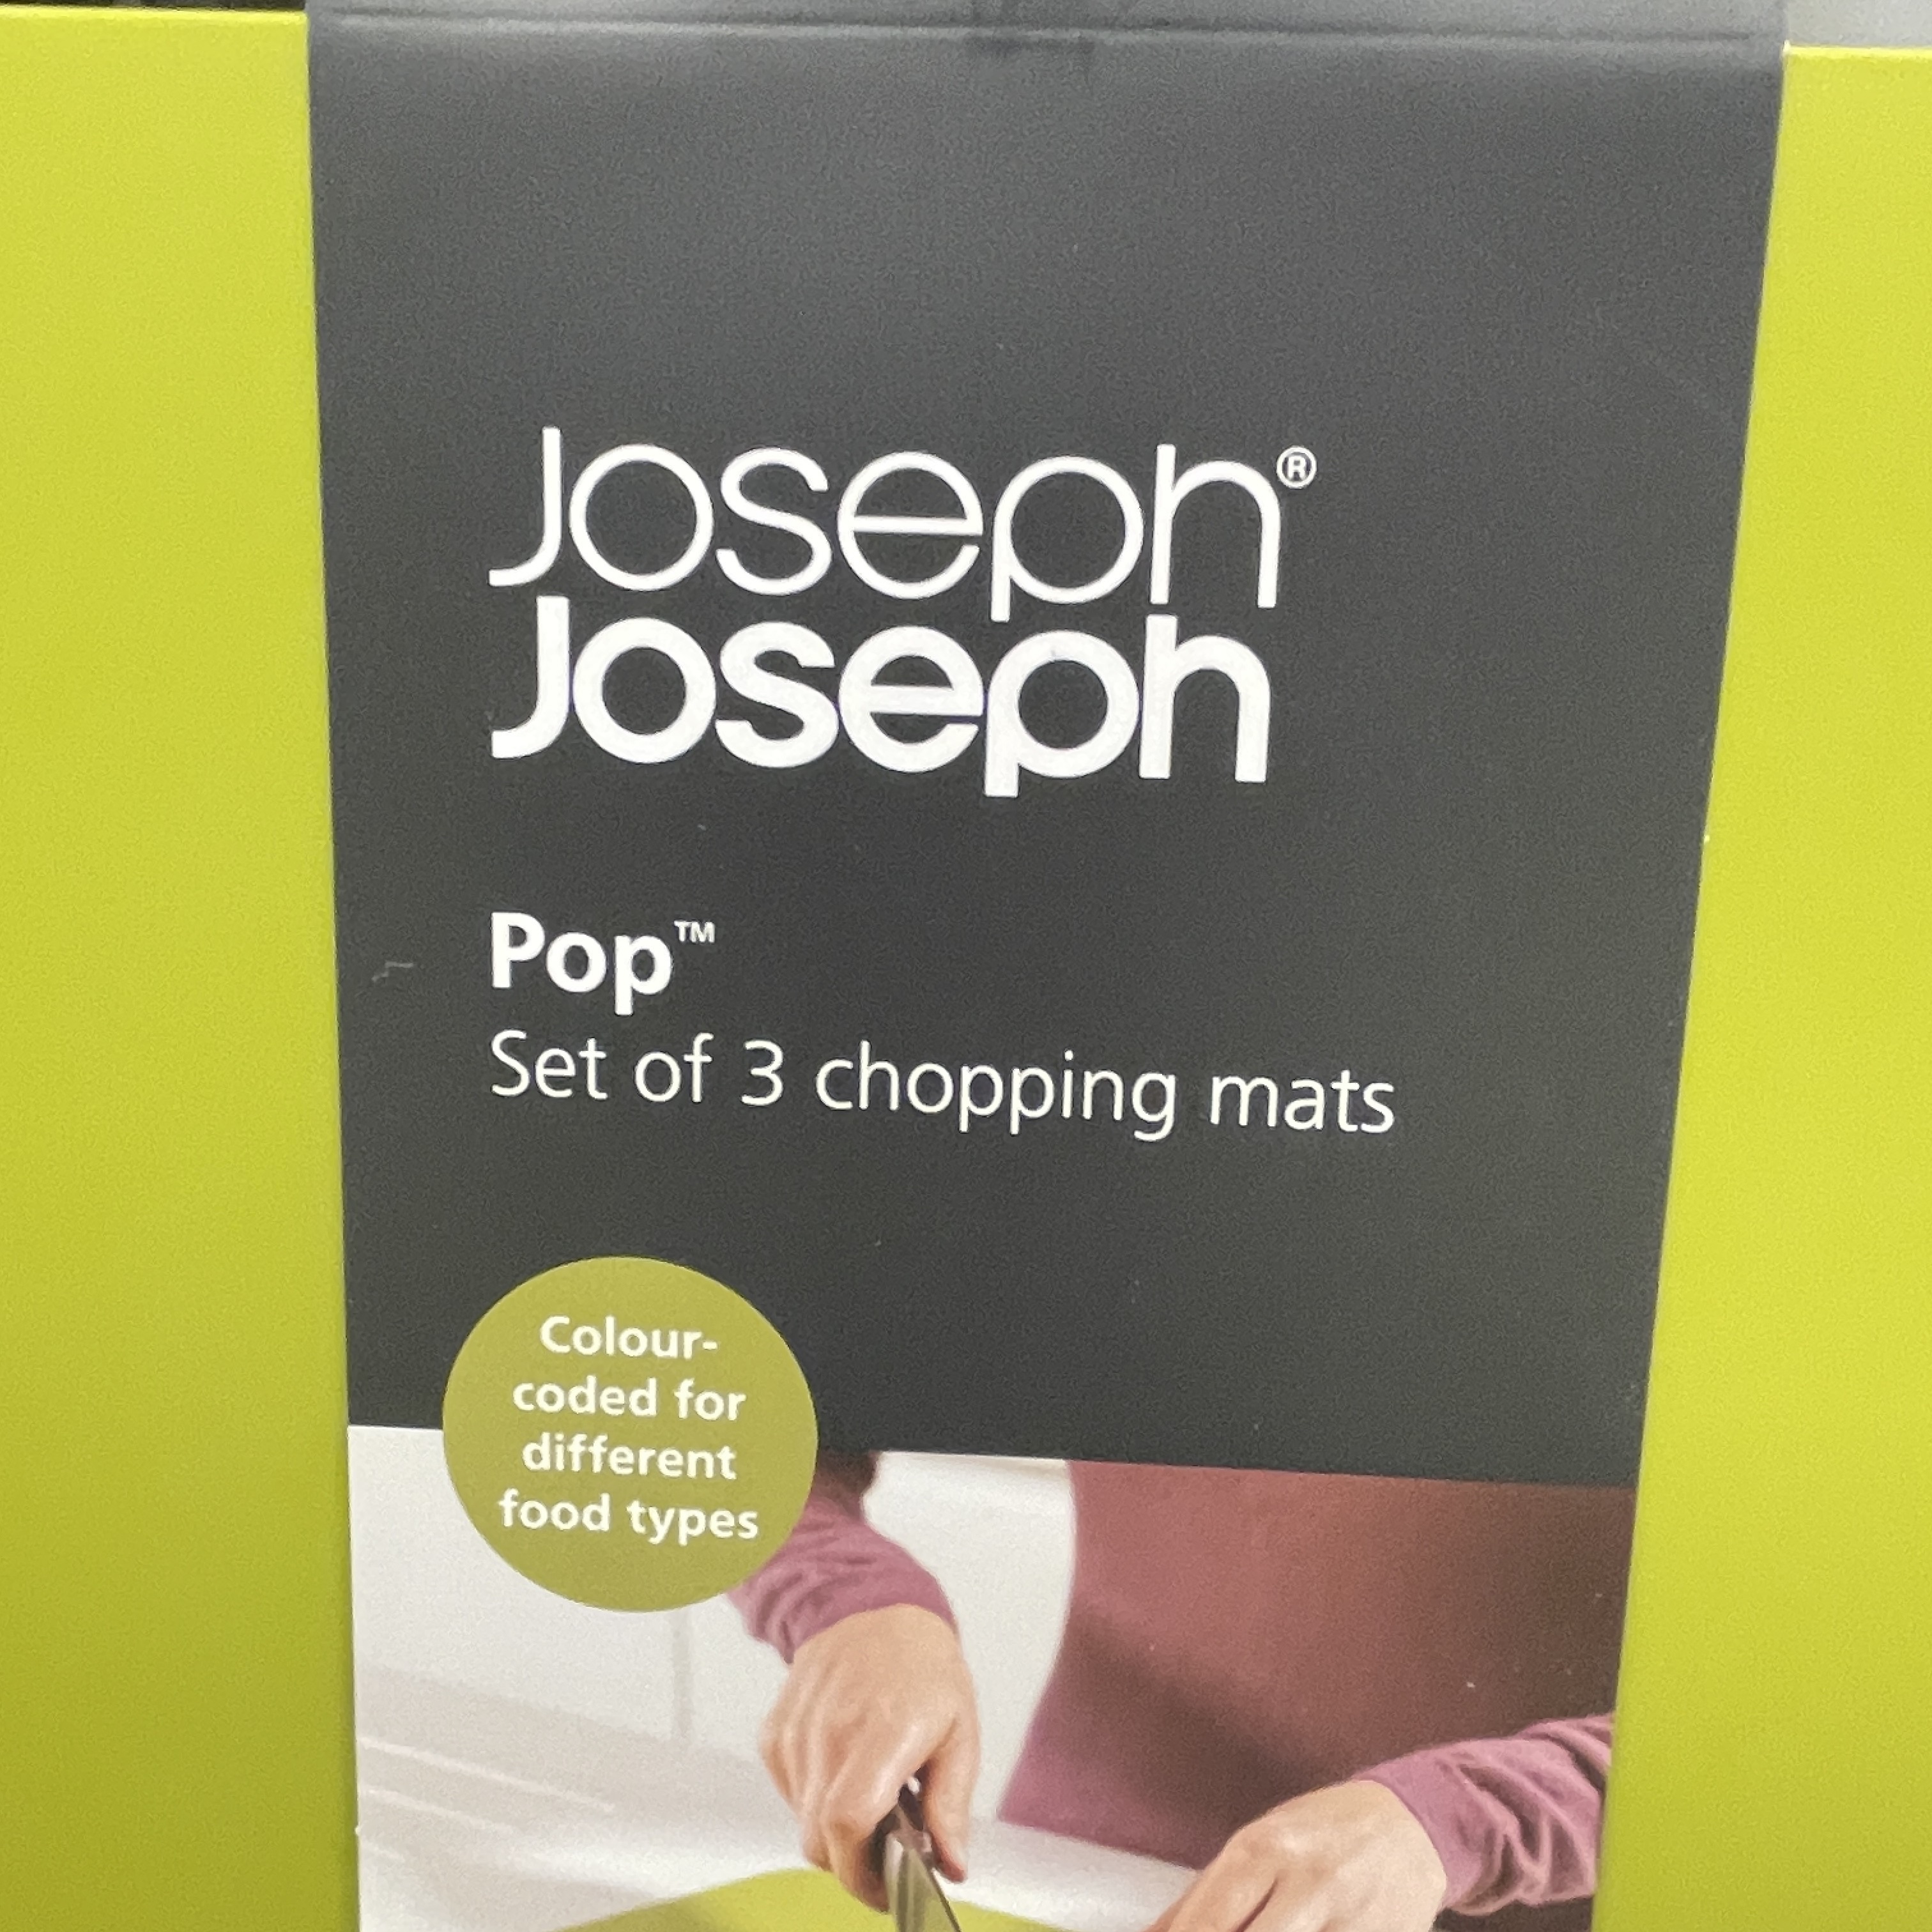 Joseph®
Joseph
Pop™
Set of 3 chopping mats
Colour-
coded for
different
food types